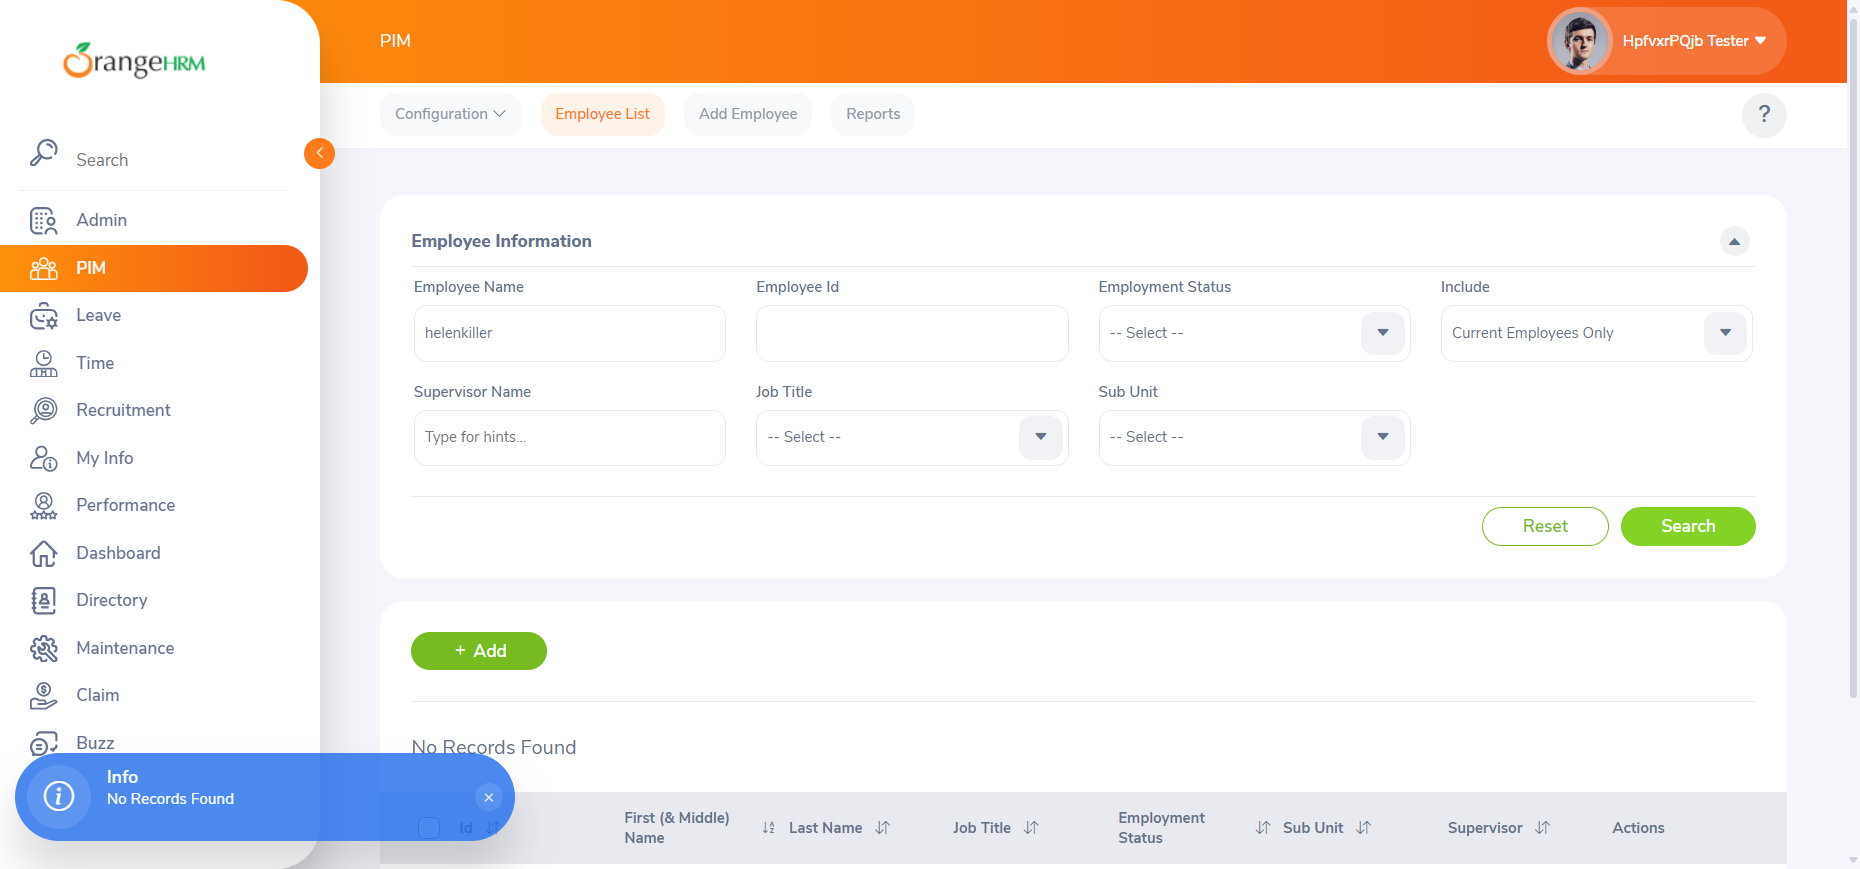 OrangeHRM
PIM
HpfvxrPQjb Tester
Configuration
Employee List
Add Employee
Reports
?
Search
Admin
PIM
Leave
Time
Recruitment
My Info
Performance
Dashboard
Directory
Maintenance
Claim
Buzz
Employee Information
Employee Name
Employee Id
Employment Status
Include
helenkiller
-- Select --
Current Employees Only
Supervisor Name
Job Title
Sub Unit
Type for hints...
-- Select --
-- Select --
Reset
Search
+ Add
No Records Found
Info
No Records Found
Id
First (& Middle)
Name
Last Name
Job Title
Employment
Status
Sub Unit
Supervisor
Actions